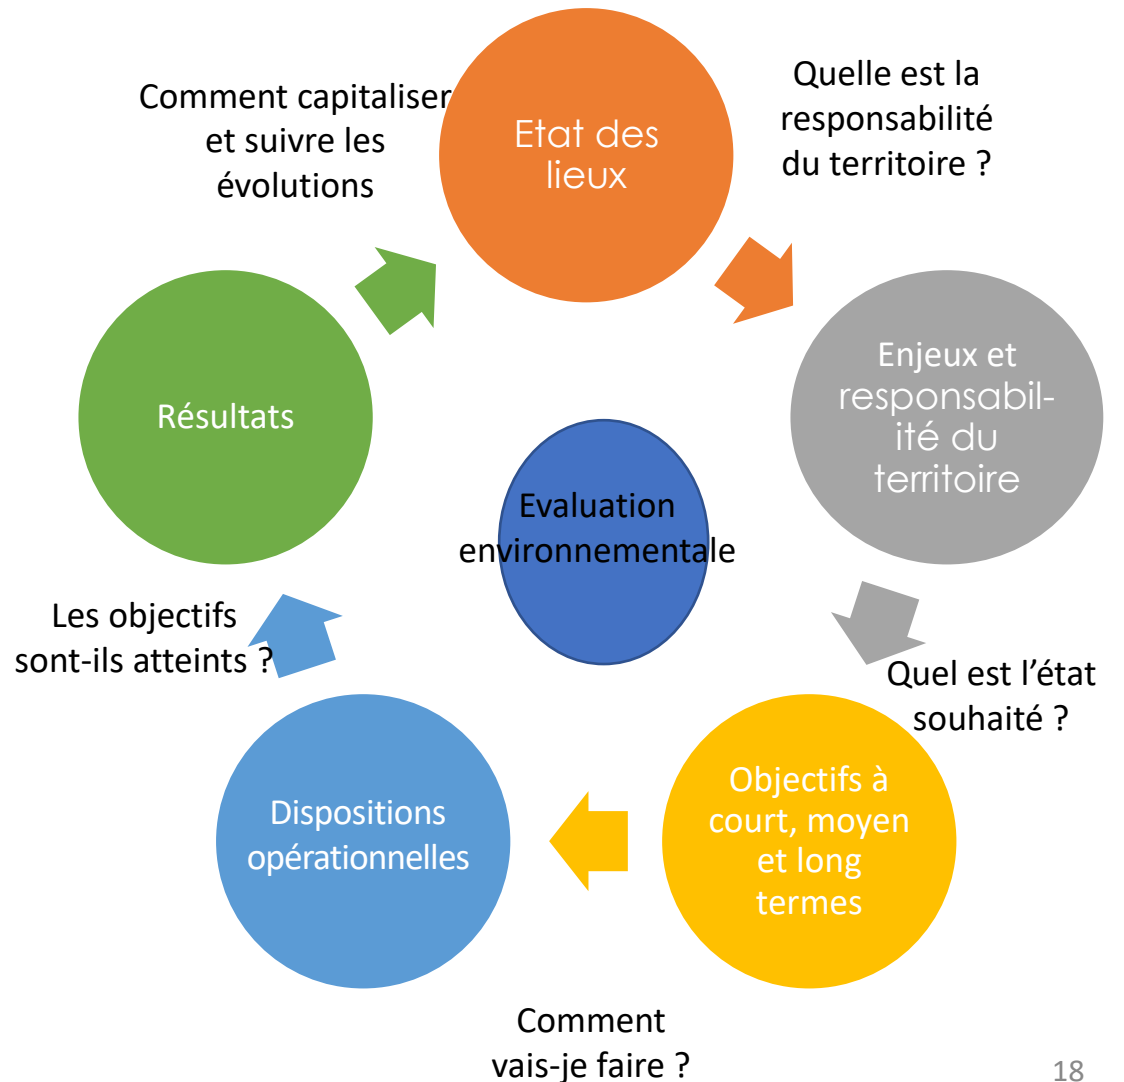 Comment capitaliser
et suivre les
évolutions
Etat des
lieux
Quelle est la
responsabilité
du territoire ?
Enjeux et
responsabil-
ité du
territoire
Résultats
Evaluation
environnementale
Les objectifs
sont-ils atteints ?
Quel est l’état
souhaité ?
Objectifs à
court, moyen
et long
termes
Dispositions
opérationnelles
Comment
vais-je faire ?
18